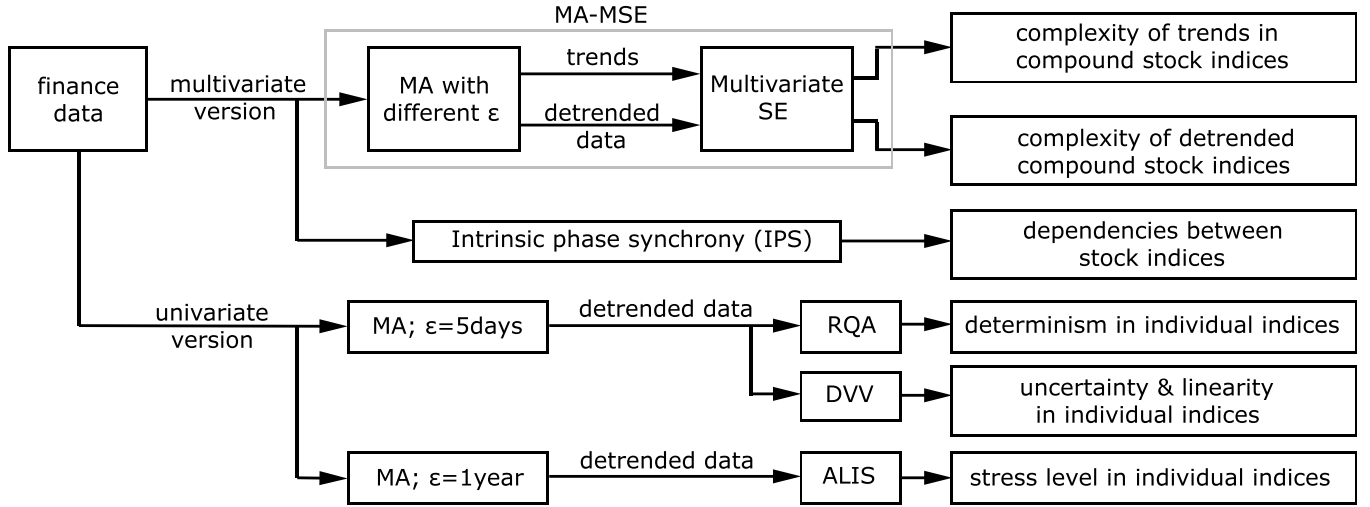 MA-MSE
finance
data
multivariate
version
MA with
different ε
trends
detrended
data
Multivariate
SE
complexity of trends in
compound stock indices
complexity of detrended
compound stock indices
Intrinsic phase synchrony (IPS)
dependencies between
stock indices
univariate
version
MA; ε=5days
detrended data
RQA
determinism in individual indices
DVV
uncertainty & linearity
in individual indices
MA; ε=1year
detrended data
ALIS
stress level in individual indices